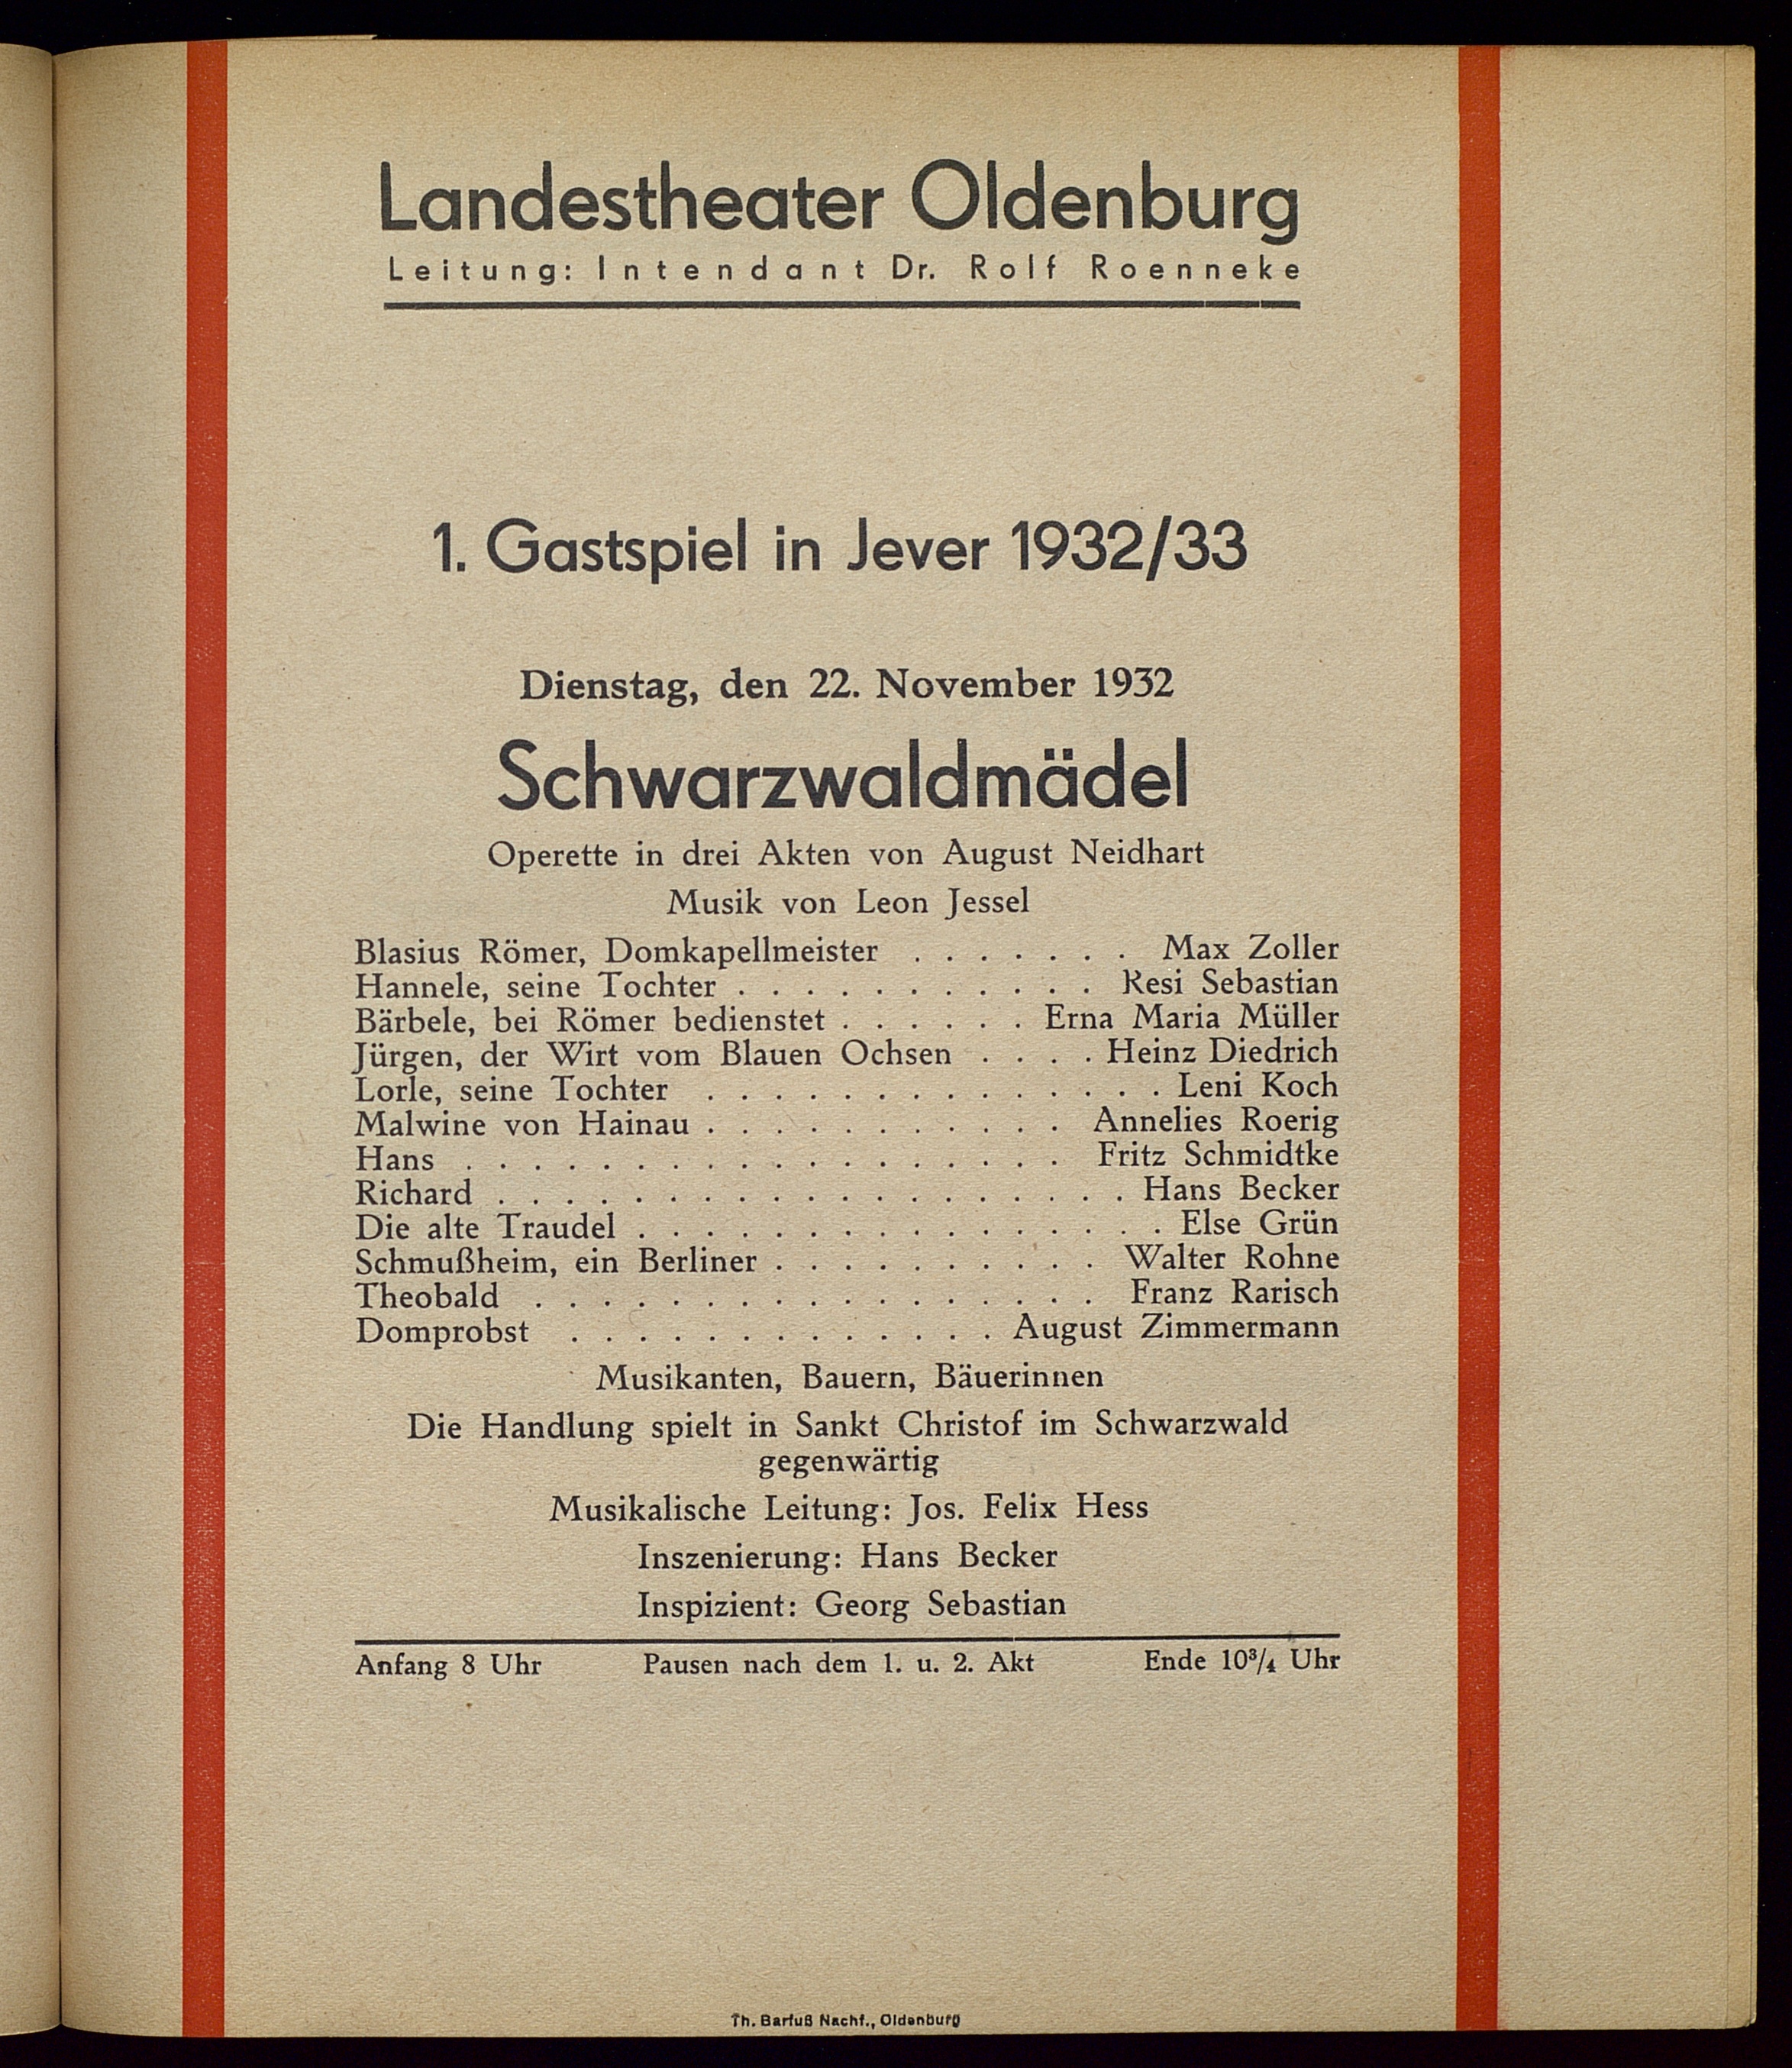 Landestheater Oldenburg
Leitung: Intendant Dr. Rolf Roenneke
1. Gastspiel in Jever 1932/33
Dienstag, den 22. November 1932
Schwarzwaldmädel
Operette in drei Akten von August Neidhart
Musik von Leon Jessel
Blasius Römer, Domkapellmeister . . . . . . . Max Zoller
Hannele, seine Tochter . . . . . . . . . . . Resi Sebastian
Bärbele, bei Römer bedienstet . . . . . . Erna Maria Müller
Jürgen, der Wirt vom Blauen Ochsen . . . . Heinz Diedrich
Lorle, seine Tochter . . . . . . . . . . . . . . Leni Koch
Malwine von Hainau . . . . . . . . . . . Annelies Roerig
Hans . . . . . . . . . . . . . . . . . . Fritz Schmidtke
Richard . . . . . . . . . . . . . . . . . . . Hans Becker
Die alte Traudel . . . . . . . . . . . . . . . . Else Grün
Schmußheim, ein Berliner . . . . . . . . . . Walter Rohne
Theobald . . . . . . . . . . . . . . . . . Franz Rarisch
Domprobst . . . . . . . . . . . . . August Zimmermann
Musikanten, Bauern, Bäuerinnen
Die Handlung spielt in Sankt Christof im Schwarzwald
gegenwärtig
Musikalische Leitung: Jos. Felix Hess
Inszenierung: Hans Becker
Inspizient: Georg Sebastian
Anfang 8 Uhr Pausen nach dem 1. u. 2. Akt Ende 10³/₄ Uhr
Th. Barfuß Nachf., Oldenburg